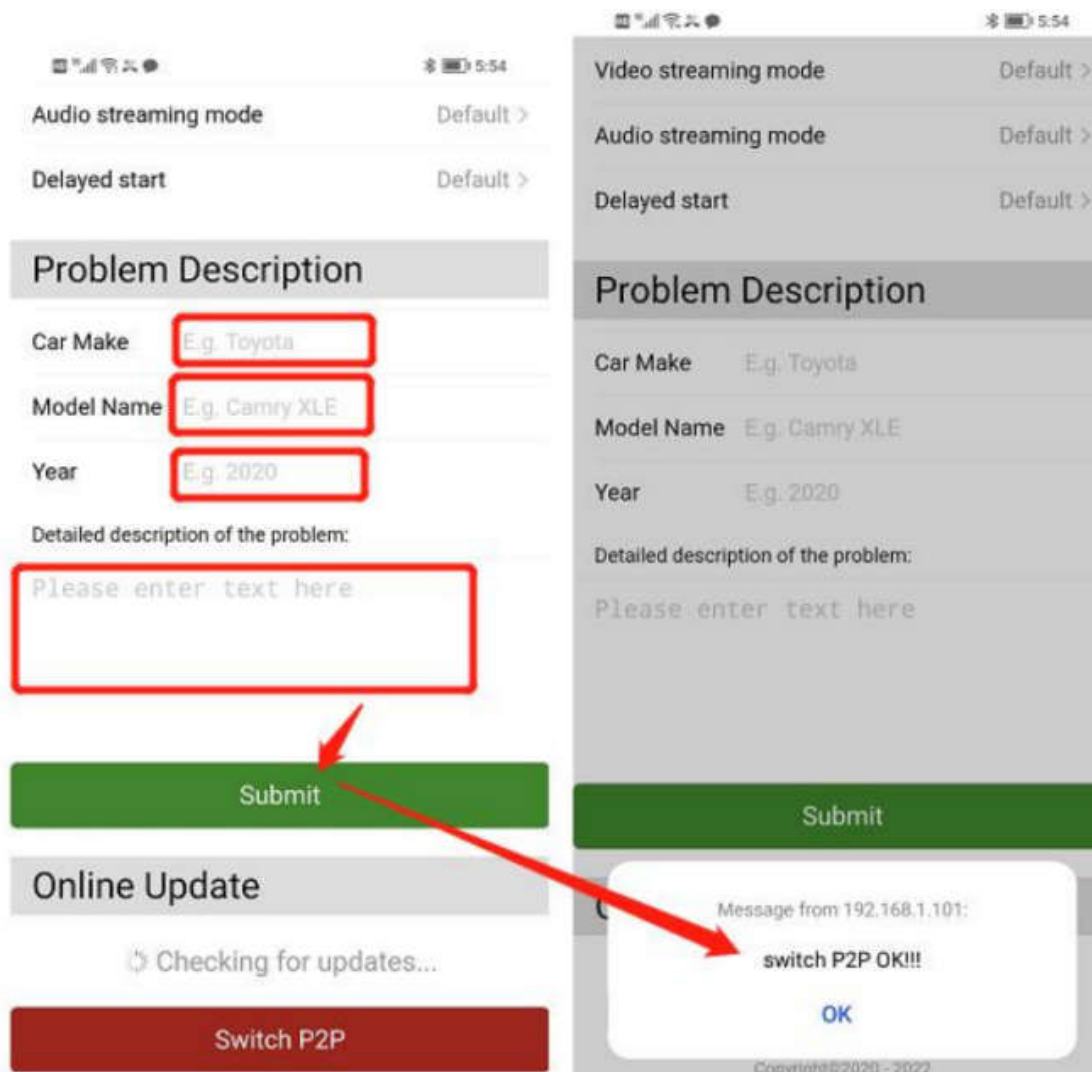 5:54
Audio streaming mode Default >
Delayed start Default >
Problem Description
Car Make E.g. Toyota
Model Name E.g. Camry XLE
Year E.g. 2020
Detailed description of the problem:
Please enter text here
Submit
Online Update
Checking for updates...
Switch P2P
5:54
Video streaming mode Default >
Audio streaming mode Default >
Delayed start Default >
Problem Description
Car Make E.g. Toyota
Model Name E.g. Camry XLE
Year E.g. 2020
Detailed description of the problem:
Please enter text here
Submit
Message from 192.168.1.101:
switch P2P OK!!!
OK
Copyright©2020 - 2022